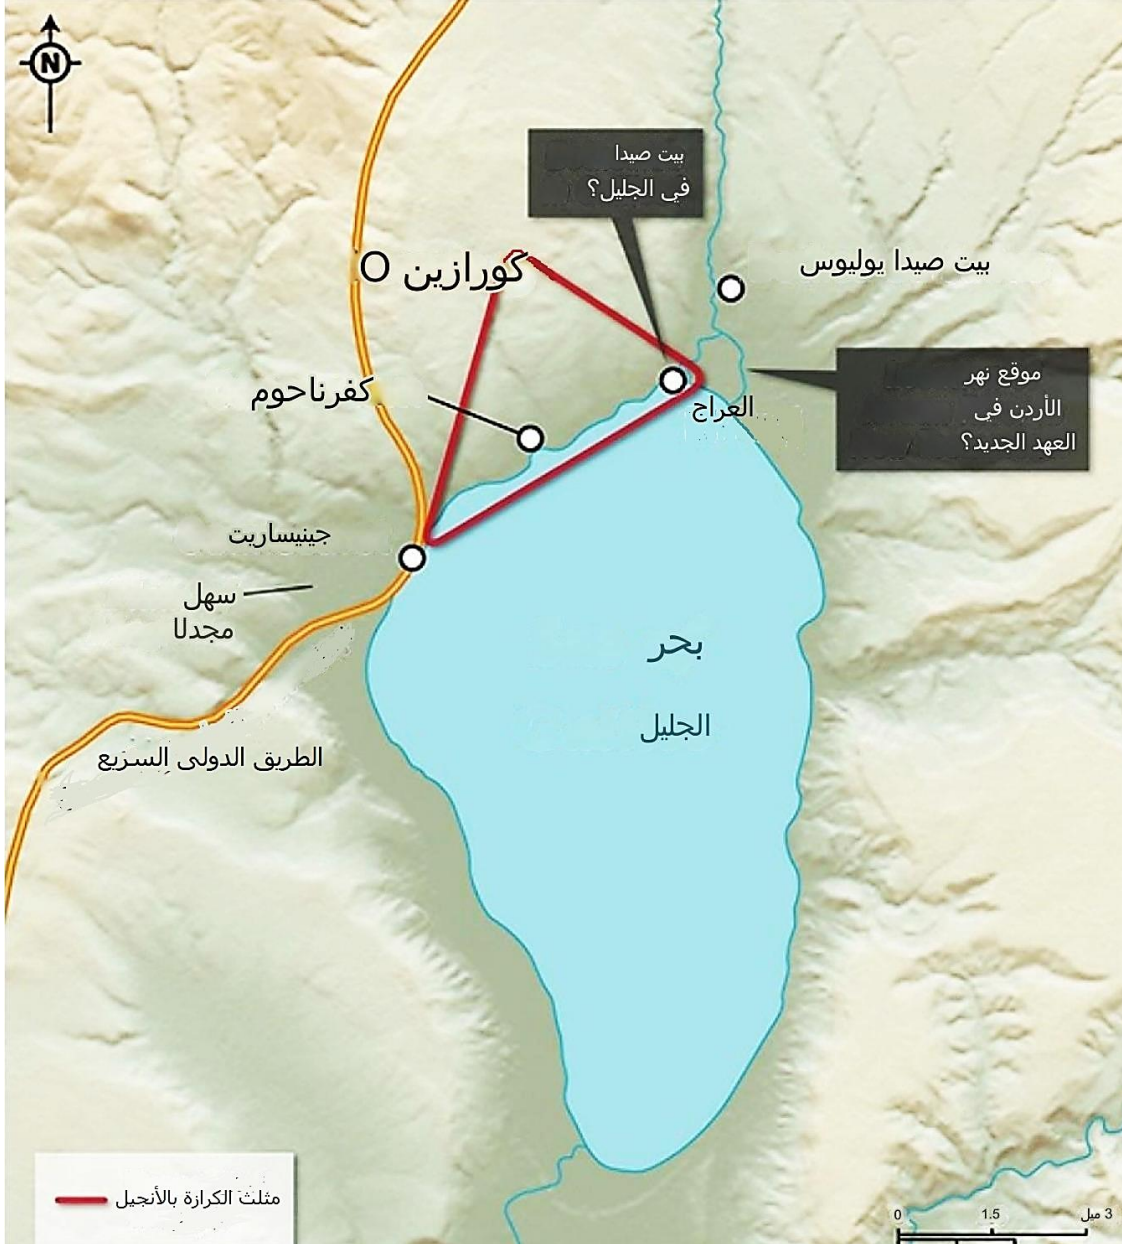 N
بيت صيدا
في الجليل؟
كورازين O
بيت صيدا يوليوس
كفرناحوم
العراج
موقع نهر
الأردن في
العهد الجديد؟
جينيساريت
سهل
مجدلا
بحر
الجليل
الطريق الدولى السريع
مثلث الكرازة بالأنجيل
0 1.5 3 ميل